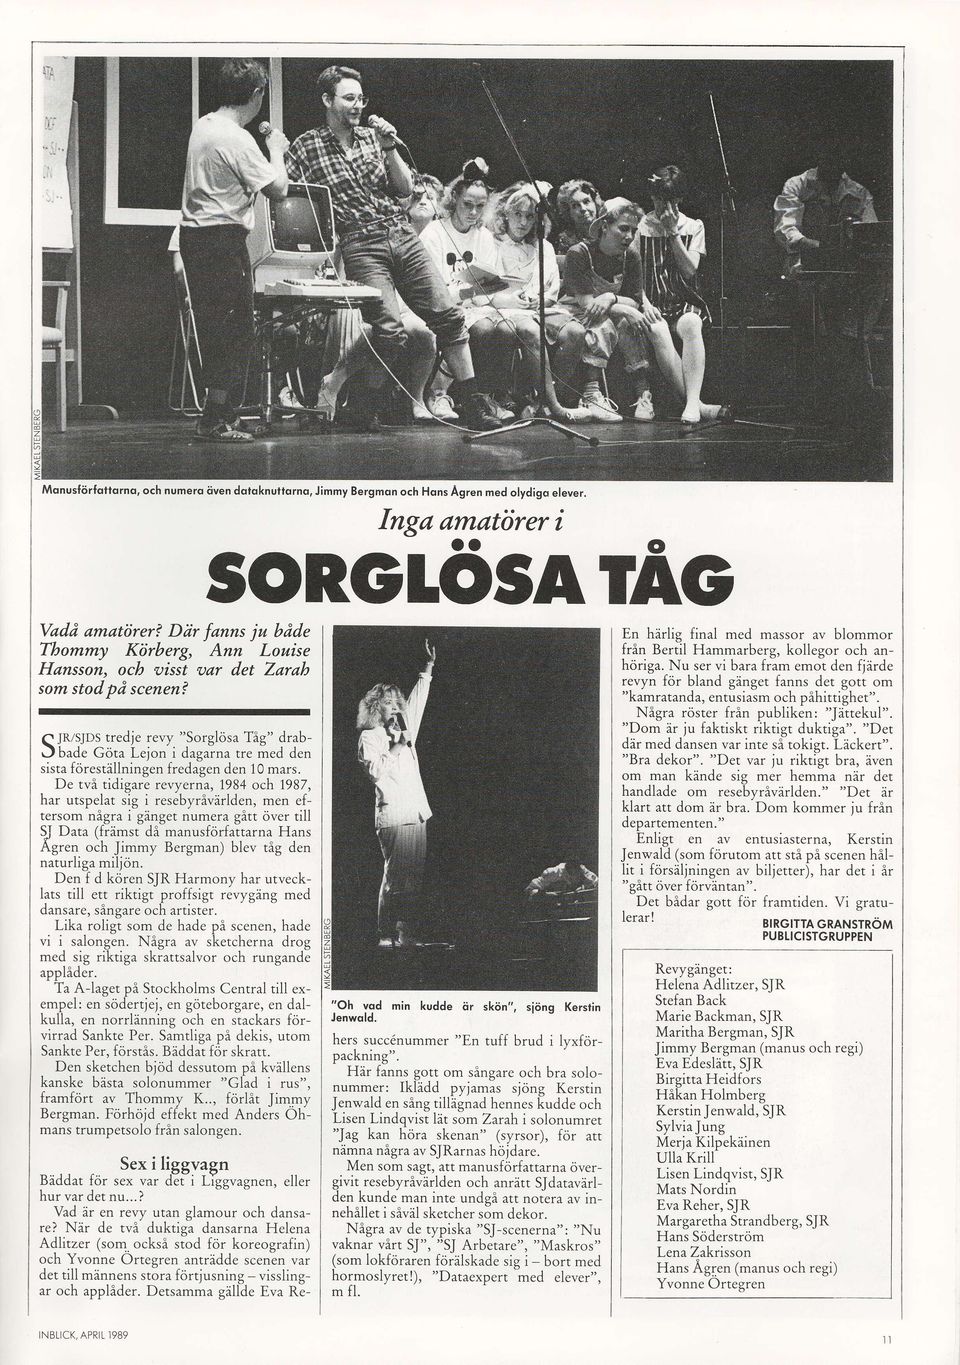 MIKAEL STENBERG
Manusförfattarna, och numera även dataknuttarna, Jimmy Bergman och Hans Ågren med olydiga elever.
Inga amatörer i
SORGLÖSA TÅG
Vadå amatörer? Där fanns ju både
Thommy Körberg, Ann Louise
Hansson, och visst var det Zarah
som stod på scenen?
SJR/SJDS tredje revy ”Sorglösa Tåg” drab-
bade Göta Lejon i dagarna tre med den
sista föreställningen fredagen den 10 mars.
De två tidigare revyerna, 1984 och 1987,
har utspelat sig i resebyråvärlden, men ef-
tersom några i gänget numera gått över till
SJ Data (främst då manusförfattarna Hans
Ågren och Jimmy Bergman) blev tåg den
naturliga miljön.
Den f d kören SJR Harmony har utveck-
lats till ett riktigt proffsigt revygäng med
dansare, sångare och artister.
Lika roligt som de hade på scenen, hade
vi i salongen. Några av sketcherna drog
med sig riktiga skrattsalvor och rungande
applåder.
Ta A-laget på Stockholms Central till ex-
empel: en södertjej, en göteborgare, en dal-
kulla, en norrlänning och en stackars för-
virrad Sankte Per. Samtliga på dekis, utom
Sankte Per, förstås. Bäddat för skratt.
Den sketchen bjöd dessutom på kvällens
kanske bästa solonummer ”Glad i rus”,
framfört av Thommy K.., förlåt Jimmy
Bergman. Förhöjd effekt med Anders Öh-
mans trumpetsolo från salongen.
Sex i liggvagn
Bäddat för sex var det i Liggvagnen, eller
hur var det nu...?
Vad är en revy utan glamour och dansa-
re? När de två duktiga dansarna Helena
Adlitzer (som också stod för koreografin)
och Yvonne Örtegren anträdde scenen var
det till männens stora förtjusning – vissling-
ar och applåder. Detsamma gällde Eva Re-
MIKAEL STENBERG
”Oh vad min kudde är skön”, sjöng Kerstin
Jenwald.
hers succénummer ”En tuff brud i lyxför-
packning”.
Här fanns gott om sångare och bra solo-
nummer: Iklädd pyjamas sjöng Kerstin
Jenwald en sång tillägnad hennes kudde och
Lisen Lindqvist lät som Zarah i solonumret
”Jag kan höra skenan” (syrsor), för att
nämna några av SJRarnas höjdare.
Men som sagt, att manusförfattarna över-
givit resebyråvärlden och anrätt SJdatavärl-
den kunde man inte undgå att notera av in-
nehållet i såväl sketcher som dekor.
Några av de typiska ”SJ-scenerna”: ”Nu
vaknar vårt SJ”, ”SJ Arbetare”, ”Maskros”
(som lokföraren förälskade sig i – bort med
hormoslyret!), ”Dataexpert med elever”,
m fl.
En härlig final med massor av blommor
från Bertil Hammarberg, kollegor och an-
höriga. Nu ser vi bara fram emot den fjärde
revyn för bland gänget fanns det gott om
”kamratanda, entusiasm och påhittighet”.
Några röster från publiken: ”Jättekul”.
”Dom är ju faktiskt riktigt duktiga”. ”Det
där med dansen var inte så tokigt. Läckert”.
”Bra dekor”. ”Det var ju riktigt bra, även
om man kände sig mer hemma när det
handlade om resebyråvärlden.” ”Det är
klart att dom är bra. Dom kommer ju från
departementen.”
Enligt en av entusiasterna, Kerstin
Jenwald (som förutom att stå på scenen hål-
lit i försäljningen av biljetter), har det i år
”gått över förväntan”.
Det bådar gott för framtiden. Vi gratu-
lerar!
BIRGITTA GRANSTRÖM
PUBLICISTGRUPPEN
Revygänget:
Helena Adlitzer, SJR
Stefan Back
Marie Backman, SJR
Maritha Bergman, SJR
Jimmy Bergman (manus och regi)
Eva Edeslätt, SJR
Birgitta Heidfors
Håkan Holmberg
Kerstin Jenwald, SJR
Sylvia Jung
Merja Kilpekäinen
Ulla Krill
Lisen Lindqvist, SJR
Mats Nordin
Eva Reher, SJR
Margaretha Strandberg, SJR
Hans Söderström
Lena Zakrisson
Hans Ågren (manus och regi)
Yvonne Örtegren
INBLICK, APRIL 1989
11